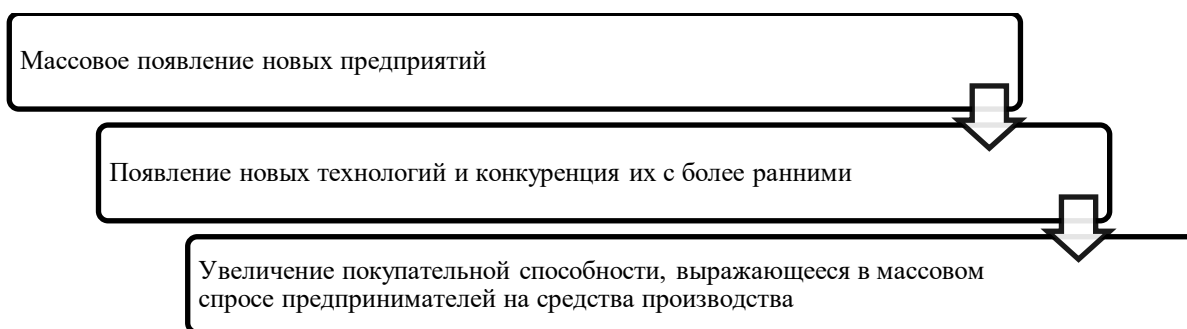 Массовое появление новых предприятий
Появление новых технологий и конкуренция их с более ранними
Увеличение покупательной способности, выражающееся в массовом
спросе предпринимателей на средства производства